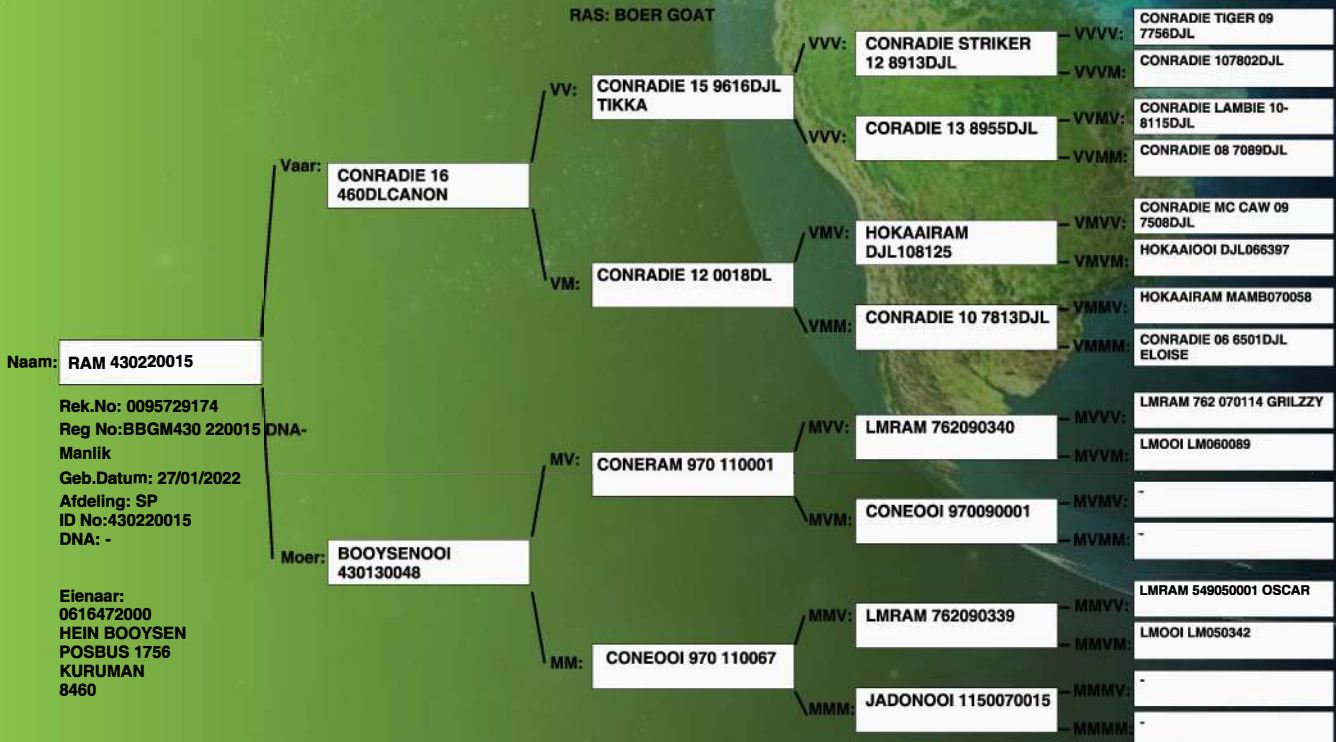 RAS: BOER GOAT
Naam:
RAM 430220015
Rek.No: 0095729174
Reg No:BBGM430 220015 DNA-
Manlik
Geb.Datum: 27/01/2022
Afdeling: SP
ID No:430220015
DNA: -
Eienaar:
0616472000
HEIN BOOYSEN
POSBUS 1756
KURUMAN
8460
Vaar:
CONRADIE 16
460DLCANON
Moer:
BOOYSENOOI
430130048
VV:
CONRADIE 15 9616DJL
TIKKA
VM:
CONRADIE 12 0018DL
MV:
CONERAM 970 110001
MM:
CONEOOI 970 110067
VVV:
CONRADIE STRIKER
12 8913DJL
VVV:
CORADIE 13 8955DJL
VMV:
HOKAAIRAM
DJL108125
VMM:
CONRADIE 10 7813DJL
MVV:
LMRAM 762090340
MVM:
CONEOOI 970090001
MMV:
LMRAM 762090339
MMM:
JADONOOI 1150070015
VVVV:
CONRADIE TIGER 09
7756DJL
VVVM:
CONRADIE 107802DJL
VVMV:
CONRADIE LAMBIE 10-
8115DJL
VVMM:
CONRADIE 08 7089DJL
VMVV:
CONRADIE MC CAW 09
7508DJL
VMVM:
HOKAAIOOI DJL066397
VMMV:
HOKAAIRAM MAMB070058
VMMM:
CONRADIE 06 6501DJL
ELOISE
MVVV:
LMRAM 762 070114 GRILZZY
MVVM:
LMOOI LM060089
MVMV:
-
MVMM:
-
MMVV:
LMRAM 549050001 OSCAR
MMVM:
LMOOI LM050342
MMMV:
-
MMMM:
-